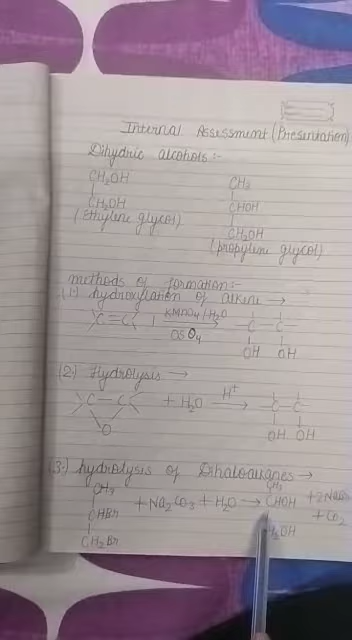 Internal Assessment (Presentation)
Dihydric alcohols:-
CH₂OH CH₃
CH₂OH CHOH
(Ethylene glycol) CH₂OH
(propylene glycol)
methods of formation:-
(1) hydroxylation of alkene →
C=C KMnO₄/H₂O → -C-C-
OsO₄
OH OH
(2) Hydrolysis →
C-C + H₂O H⁺ → -C-C-
O
OH OH
(3) hydrolysis of Dihaloalkanes →
CH₃ CH₃
CHBr + Na₂CO₃ + H₂O → CHOH + 2NaBr
+ CO₂
CH₂Br CH₂OH